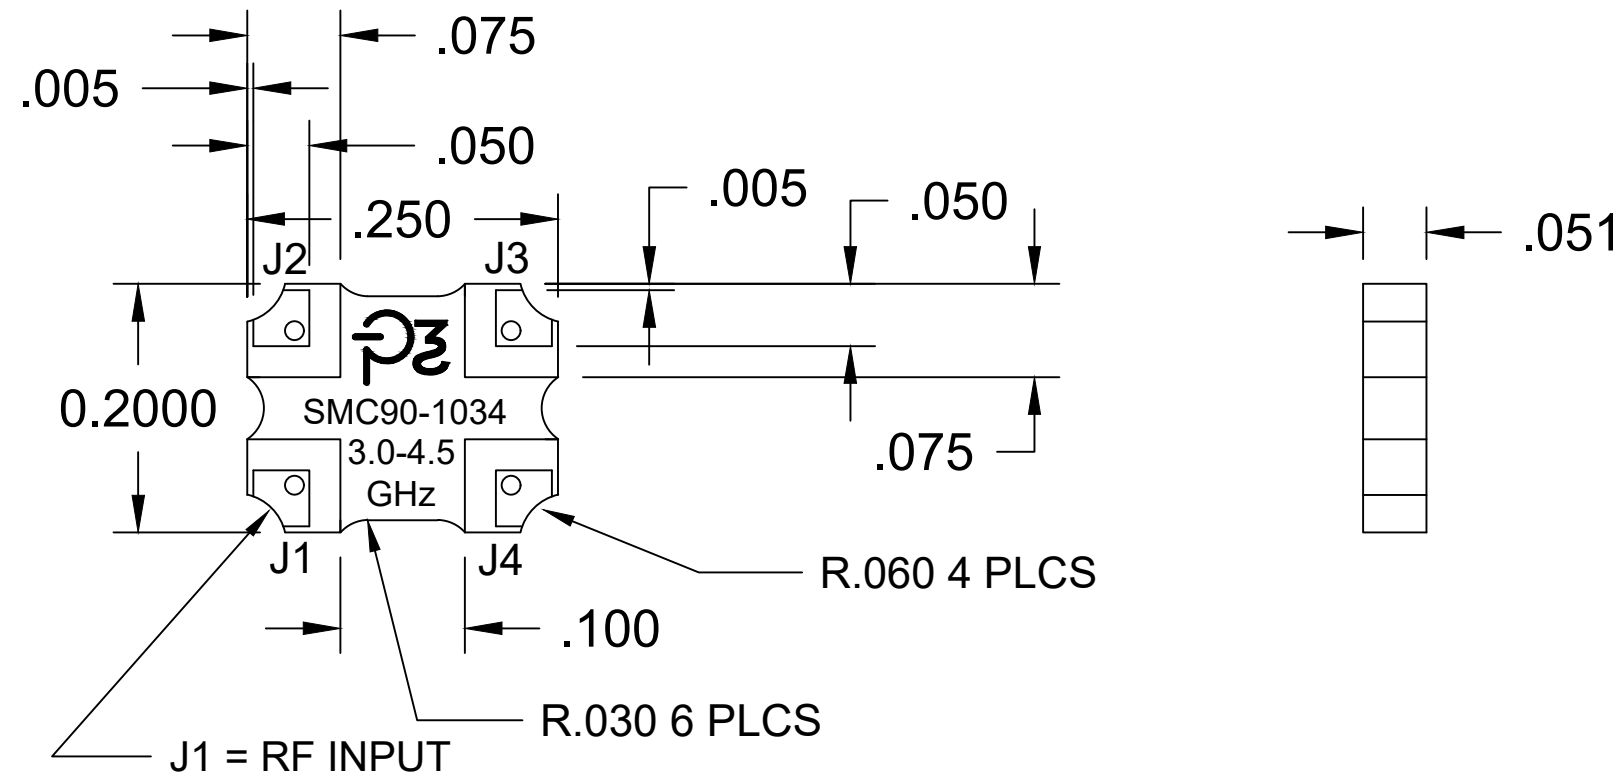 .075
.005
.050
.250
.005
.050
.051
J2
J3
0.2000
SMC90-1034
3.0-4.5
GHz
.075
J1
J4
R.060 4 PLCS
.100
R.030 6 PLCS
J1 = RF INPUT